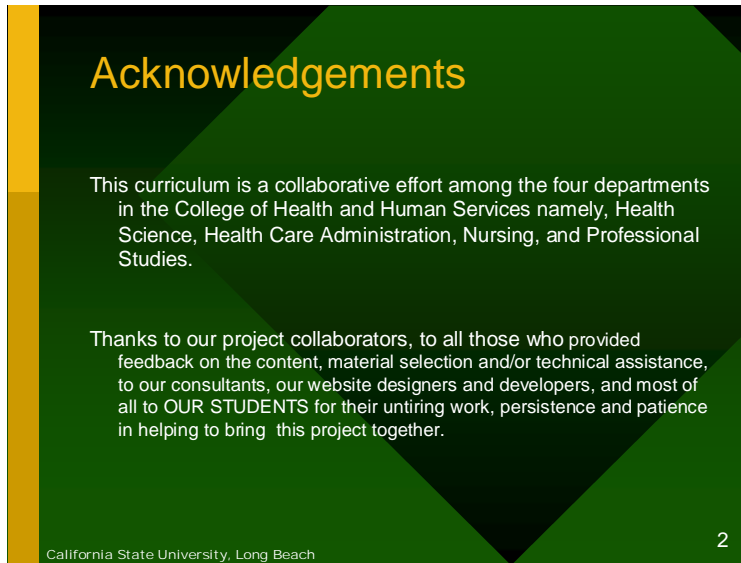 Acknowledgements
This curriculum is a collaborative effort among the four departments
in the College of Health and Human Services namely, Health
Science, Health Care Administration, Nursing, and Professional
Studies.
Thanks to our project collaborators, to all those who provided
feedback on the content, material selection and/or technical assistance,
to our consultants, our website designers and developers, and most of
all to OUR STUDENTS for their untiring work, persistence and patience
in helping to bring  this project together.
California State University, Long Beach
2